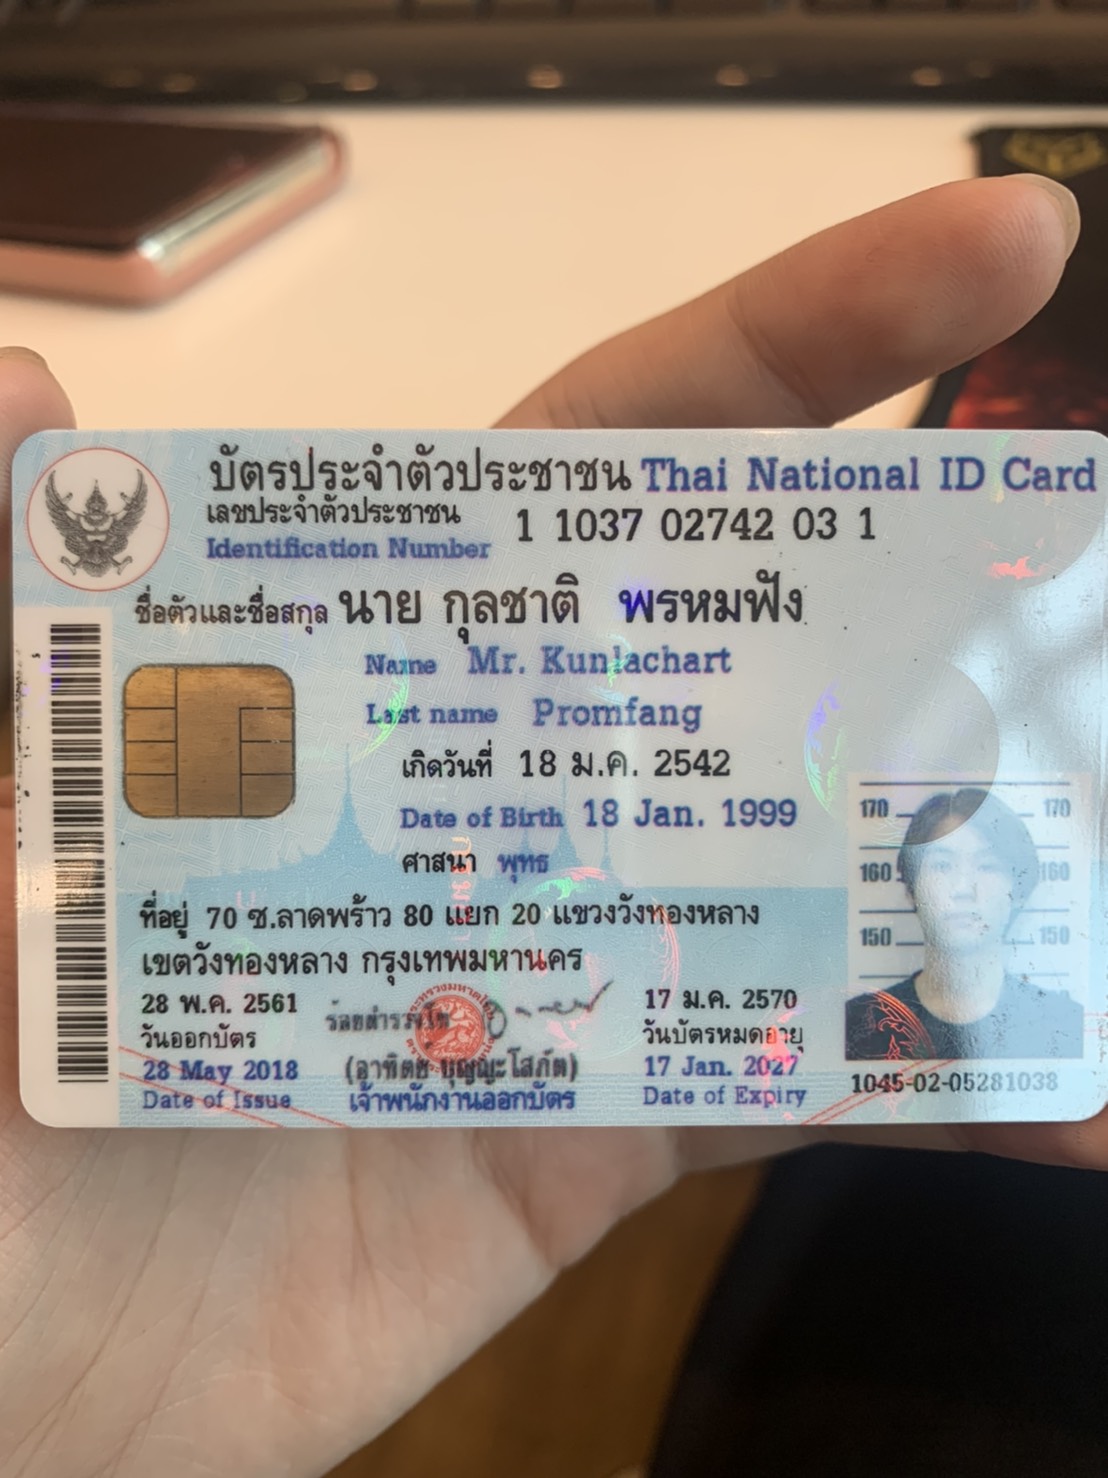 บัตรประจำตัวประชาชน Thai National ID Card
เลขประจำตัวประชาชน
Identification Number
1 1037 02742 03 1
ชื่อตัวและชื่อสกุล นาย กุลชาติ พรหมฟัง
Name Mr. Kunlachart
Last name Promfang
เกิดวันที่ 18 ม.ค. 2542
Date of Birth 18 Jan. 1999
ศาสนา พุทธ
ที่อยู่ 70 ซ.ลาดพร้าว 80 แยก 20 แขวงวังทองหลาง
เขตวังทองหลาง กรุงเทพมหานคร
28 พ.ค. 2561
วันออกบัตร
28 May 2018
Date of Issue
(อาทิตย์ บุญญะโสภัต)
เจ้าพนักงานออกบัตร
17 ม.ค. 2570
วันบัตรหมดอายุ
17 Jan. 2027
Date of Expiry
170 170
160 160
150 150
1045-02-05281038